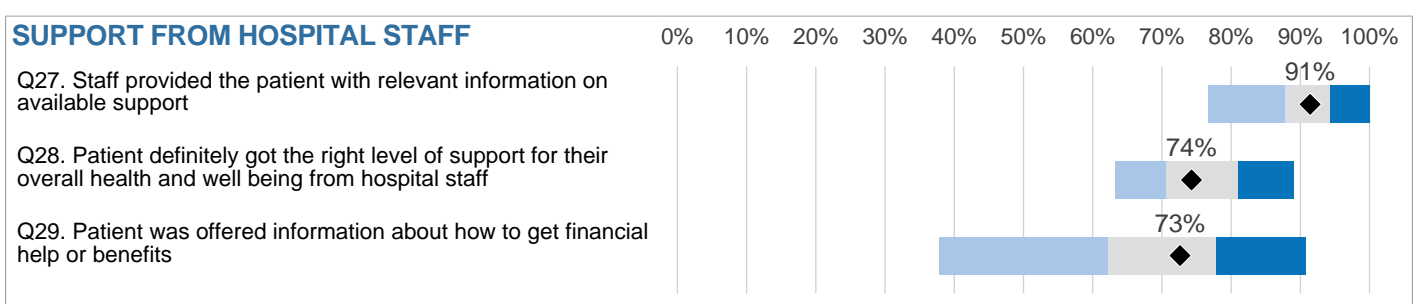 SUPPORT FROM HOSPITAL STAFF 0% 10% 20% 30% 40% 50% 60% 70% 80% 90% 100%
Q27. Staff provided the patient with relevant information on
available support
91%
Q28. Patient definitely got the right level of support for their
overall health and well being from hospital staff
74%
Q29. Patient was offered information about how to get financial
help or benefits
73%